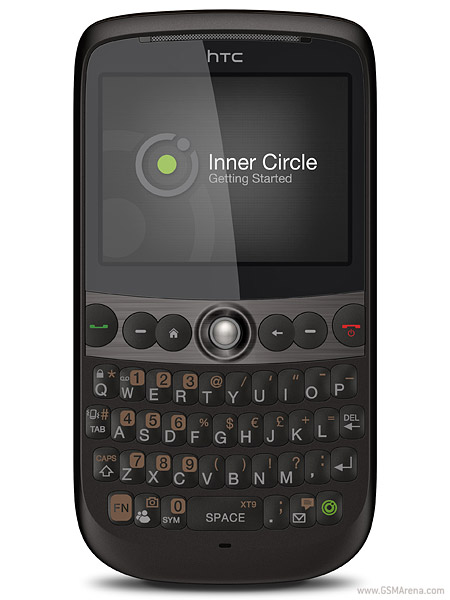 hTC
Inner Circle
Getting Started
* 1 2 3 @ / ' " _ –
Q W E R T Y U I O P
# 4 5 6 % $ € £ + = DEL
TAB A S D F G H J K L
CAPS 7 8 9 ( ) ! ? : ;
Z X C V B N M , .
FN 0 XT9 :
SYM SPACE . ,
www.GSMArena.com